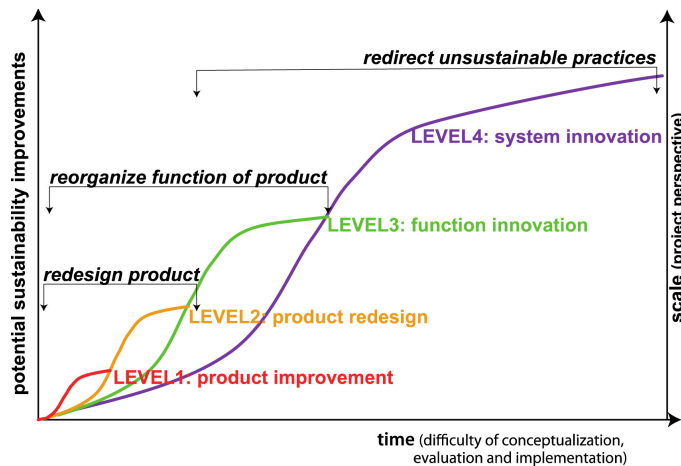 redirect unsustainable practices
LEVEL4: system innovation
reorganize function of product
LEVEL3: function innovation
redesign product
LEVEL2: product redesign
LEVEL1: product improvement
potential sustainability improvements
scale (project perspective)
time (difficulty of conceptualization,
evaluation and implementation)